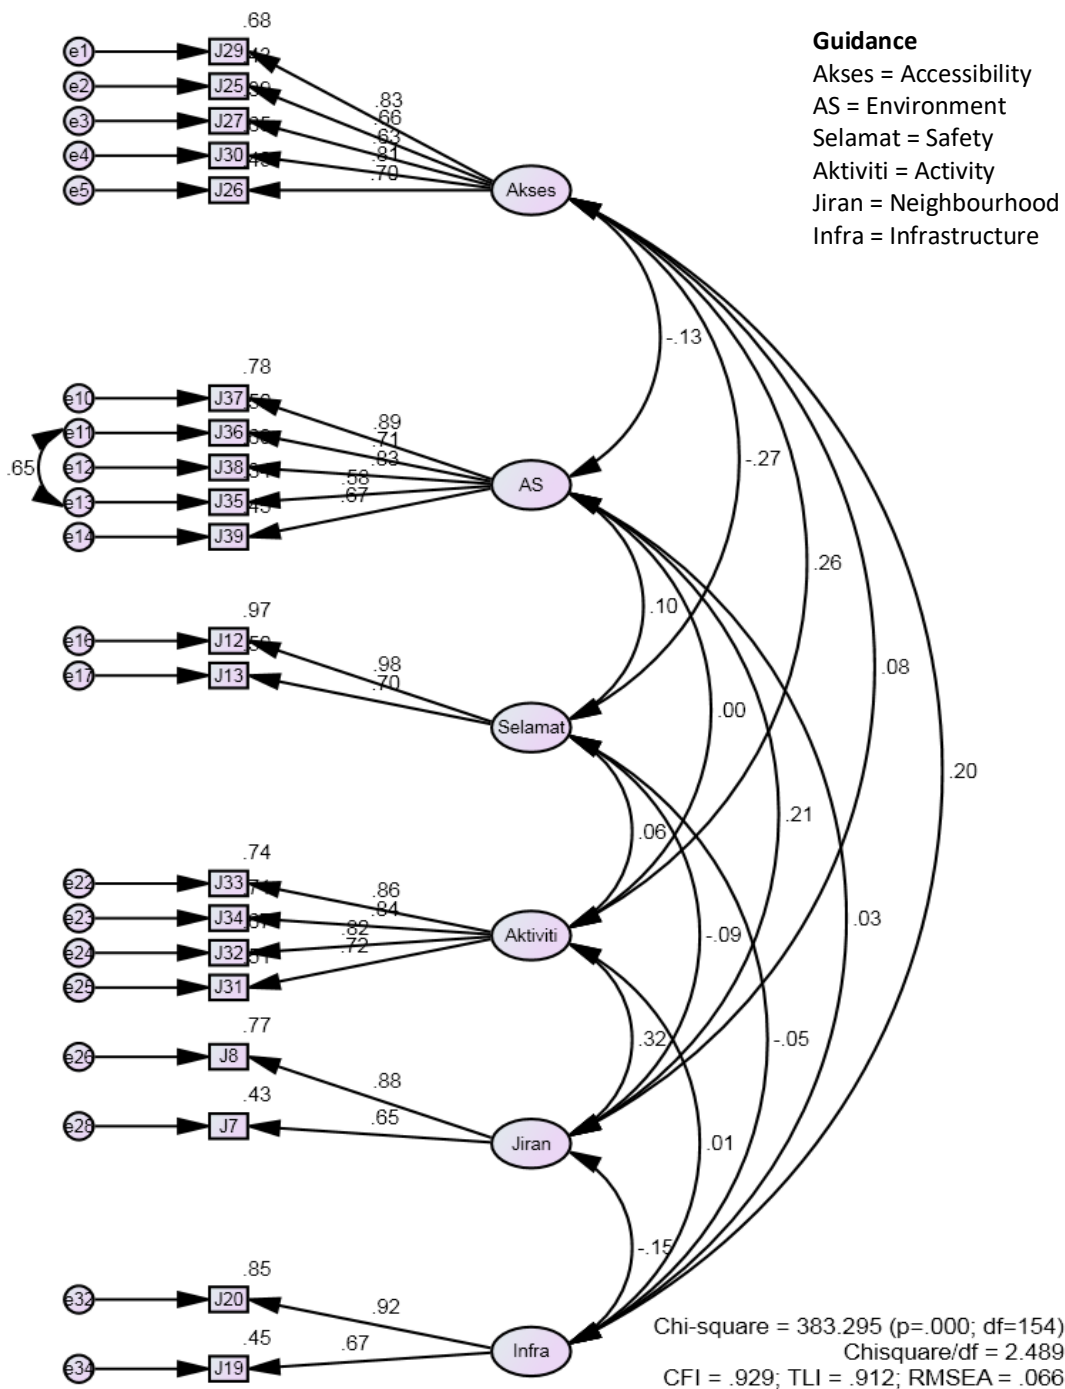 .68
Guidance
Akses = Accessibility
AS = Environment
Selamat = Safety
Aktiviti = Activity
Jiran = Neighbourhood
Infra = Infrastructure
e1 J29
e2 J25
e3 J27
e4 J30
e5 J26
.83
.66
.63
.81
.70
Akses
-.13
.78
e10 J37
e11 J36
e12 J38
e13 J35
e14 J39
.65
.89
.71
.83
.58
.67
AS
-.27
.26
.10
.97
e16 J12
e17 J13
.98
.70
Selamat
.08
.00
.20
.21
.06
.74
e22 J33
e23 J34
e24 J32
e25 J31
.86
.84
.82
.72
Aktiviti
-.09
.03
.77
e26 J8
.88
.32
-.05
.43
e28 J7
.65
Jiran
.01
-.15
.85
e32 J20
.92
.45
e34 J19
.67
Infra
Chi-square = 383.295 (p=.000; df=154)
Chisquare/df = 2.489
CFI = .929; TLI = .912; RMSEA = .066